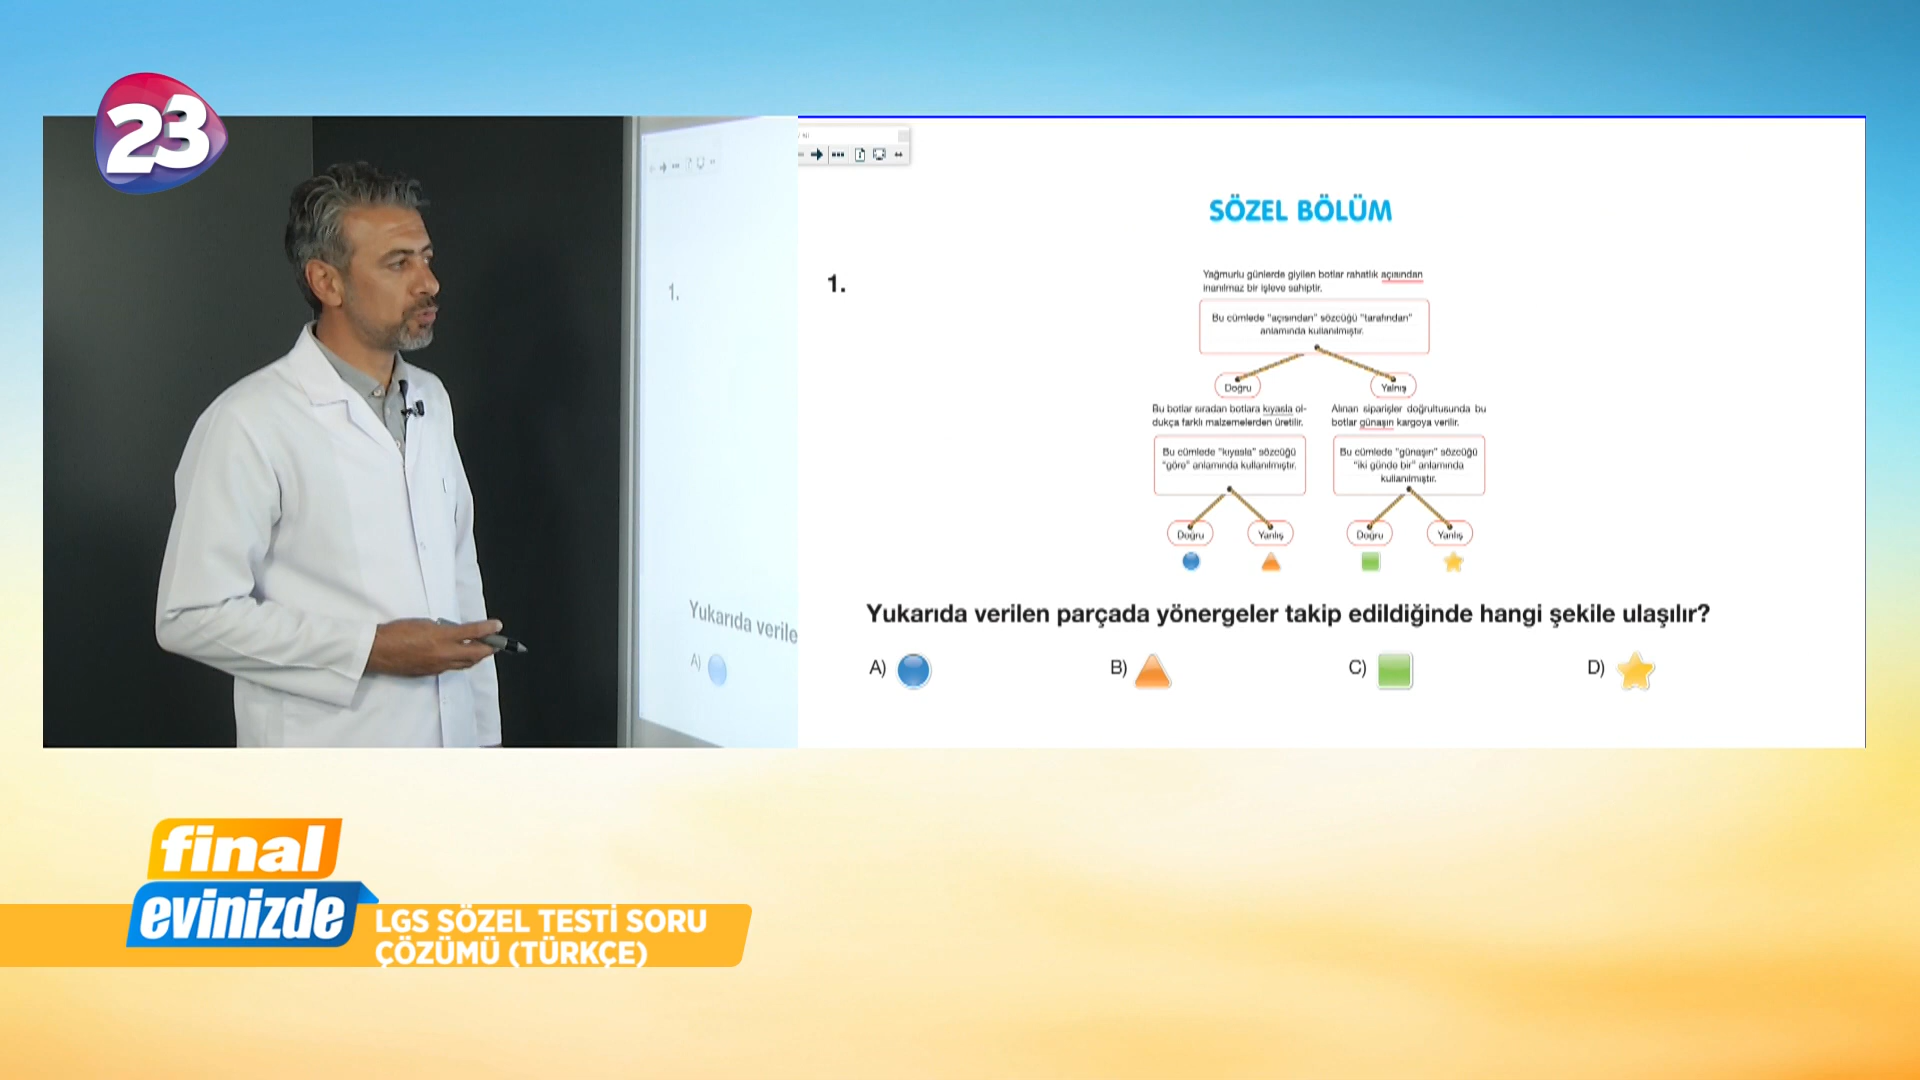 23
1.
Yukarıda verile
A)
SÖZEL BÖLÜM
1.
Yağmurlu günlerde giyilen botlar rahatlık açısından
inanılmaz bir işleve sahiptir.
Bu cümlede "açısından" sözcüğü "tarafından"
anlamında kullanılmıştır.
Doğru
Yalnış
Bu botlar sıradan botlara kıyasla ol-
dukça farklı malzemelerden üretilir.
Alınan siparişler doğrultusunda bu
botlar günaşırı kargoya verilir.
Bu cümlede "kıyasla" sözcüğü
"göre" anlamında kullanılmıştır.
Bu cümlede "günaşırı" sözcüğü
"iki günde bir" anlamında
kullanılmıştır.
Doğru
Yanlış
Doğru
Yanlış
Yukarıda verilen parçada yönergeler takip edildiğinde hangi şekile ulaşılır?
A)
B)
C)
D)
final
evinizde
LGS SÖZEL TESTİ SORU
ÇÖZÜMÜ (TÜRKÇE)